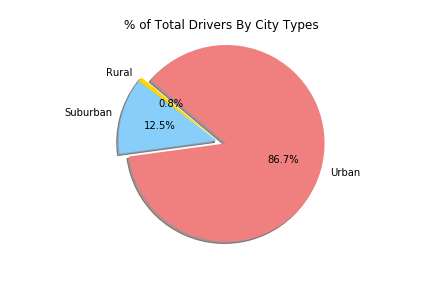 % of Total Drivers By City Types
Rural
0.8%
Suburban
12.5%
86.7%
Urban